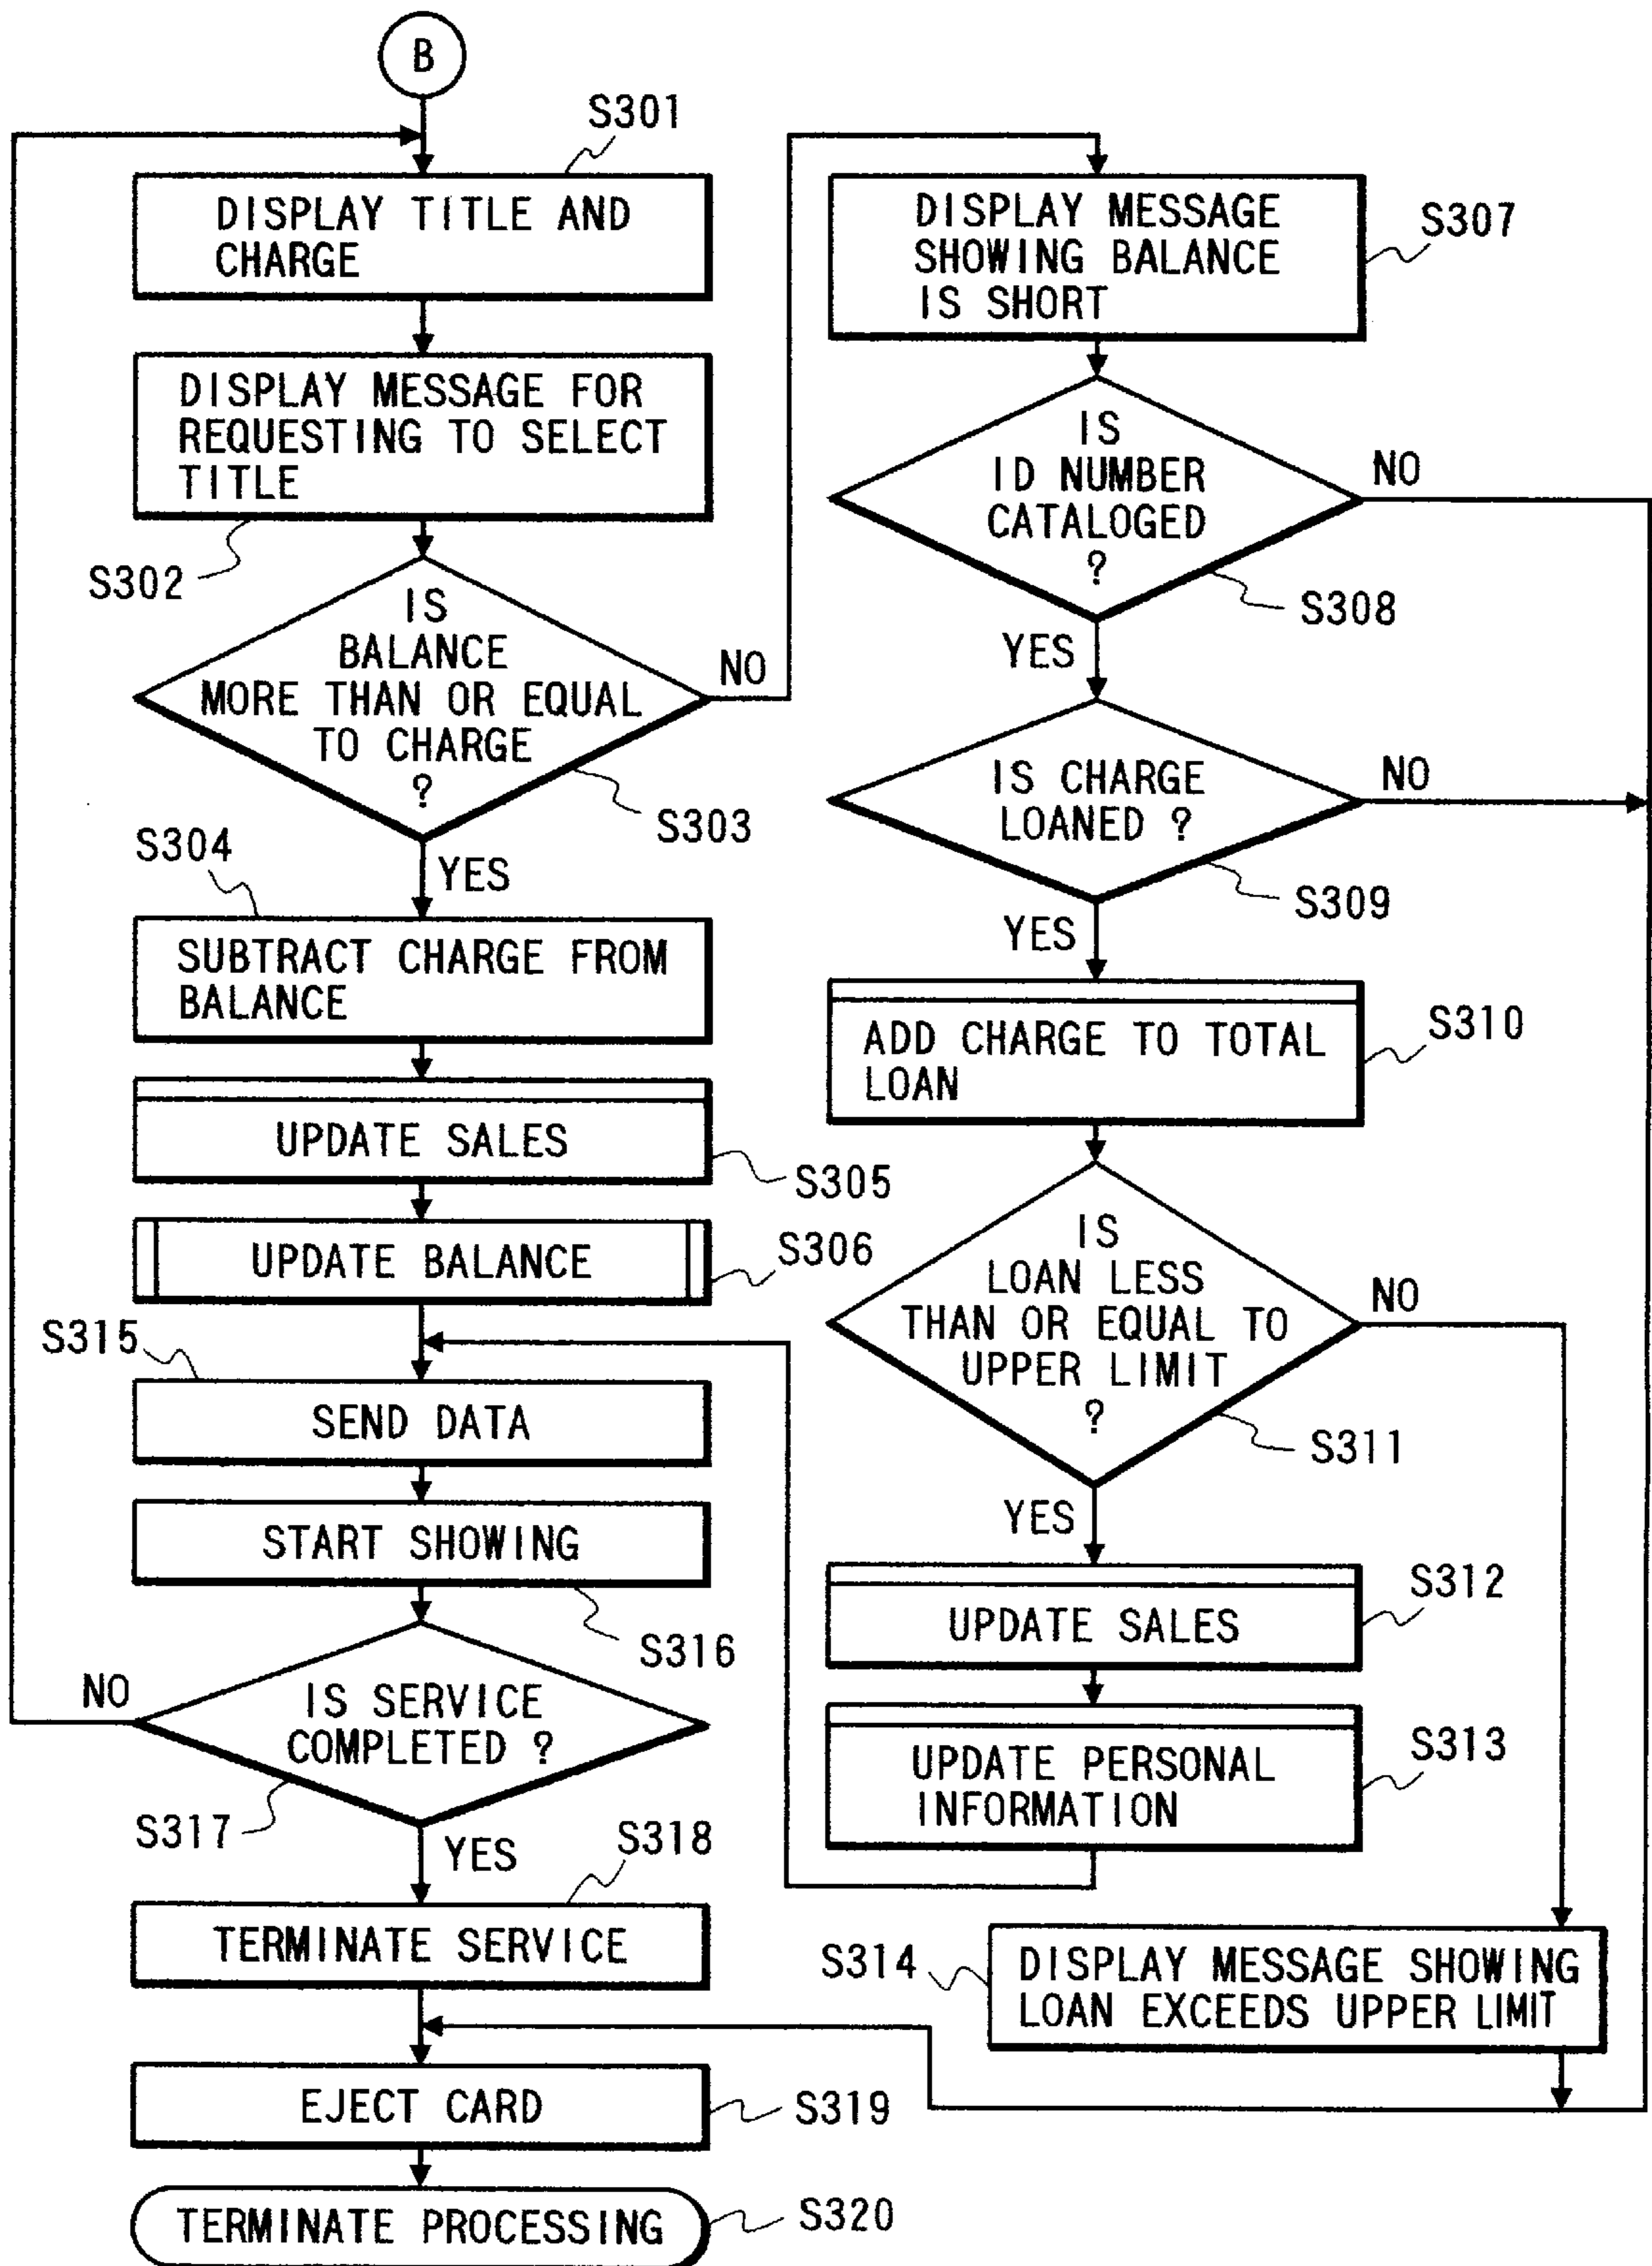 B
S301
DISPLAY TITLE AND
CHARGE
DISPLAY MESSAGE FOR
REQUESTING TO SELECT
TITLE
S302
IS
BALANCE
MORE THAN OR EQUAL
TO CHARGE
?
NO
S303
YES
S304
SUBTRACT CHARGE FROM
BALANCE
UPDATE SALES
S305
UPDATE BALANCE
S306
S315
SEND DATA
START SHOWING
S316
IS SERVICE
COMPLETED ?
NO
S317
YES
S318
TERMINATE SERVICE
EJECT CARD
S319
TERMINATE PROCESSING
S320
DISPLAY MESSAGE
SHOWING BALANCE
IS SHORT
S307
IS
ID NUMBER
CATALOGED
?
NO
S308
YES
IS CHARGE
LOANED ?
NO
S309
YES
ADD CHARGE TO TOTAL
LOAN
S310
IS
LOAN LESS
THAN OR EQUAL TO
UPPER LIMIT
?
NO
S311
YES
UPDATE SALES
S312
UPDATE PERSONAL
INFORMATION
S313
S314
DISPLAY MESSAGE SHOWING
LOAN EXCEEDS UPPER LIMIT